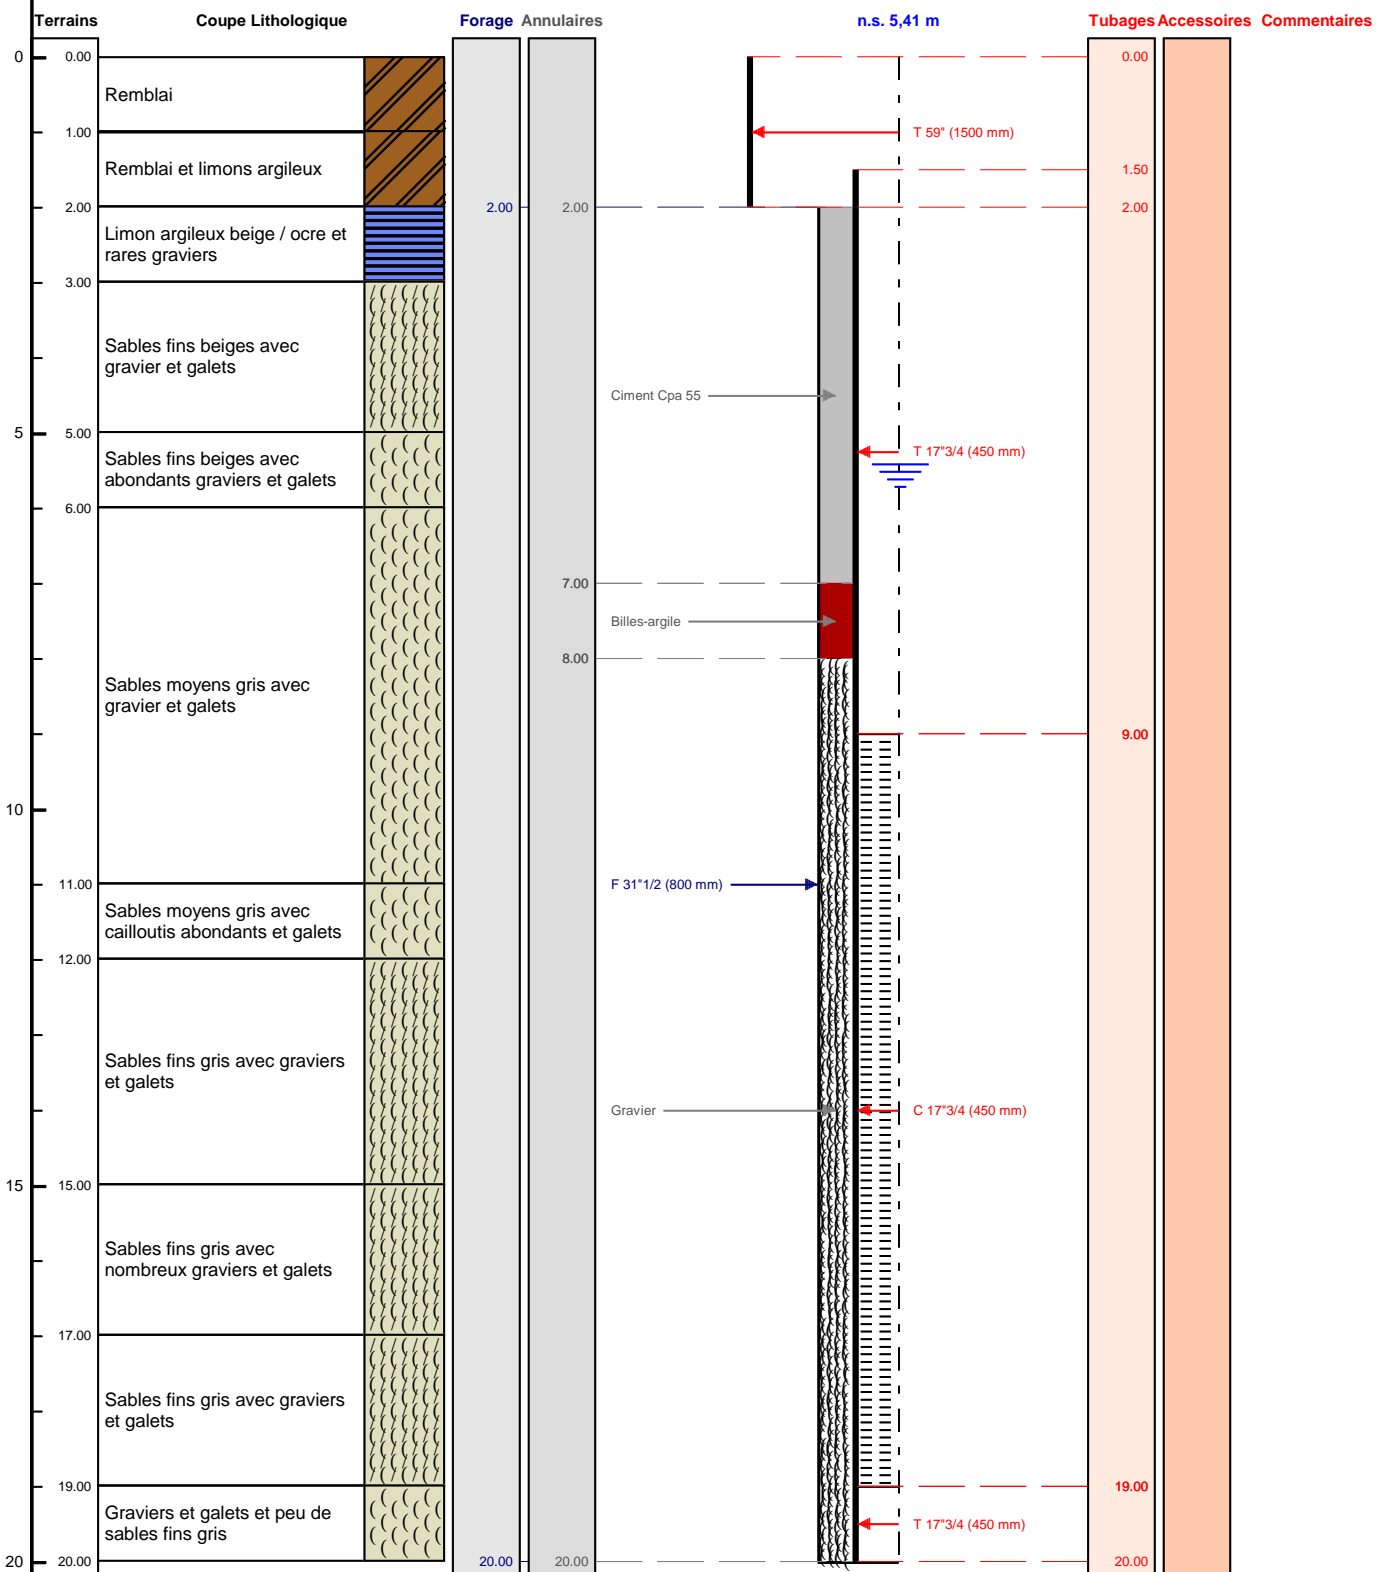 Terrains Coupe Lithologique Forage Annulaires n.s. 5,41 m Tubages Accessoires Commentaires
0 0.00 0.00
Remblai
1.00 T 59" (1500 mm)
Remblai et limons argileux 1.50
2.00 2.00 2.00 2.00
Limon argileux beige / ocre et
rares graviers
3.00
Sables fins beiges avec
gravier et galets
Ciment Cpa 55
5 5.00
Sables fins beiges avec T 17"3/4 (450 mm)
abondants graviers et galets
6.00
7.00
Billes-argile
8.00
Sables moyens gris avec
gravier et galets
9.00
10
11.00 F 31"1/2 (800 mm)
Sables moyens gris avec
cailloutis abondants et galets
12.00
Sables fins gris avec graviers
et galets
Gravier C 17"3/4 (450 mm)
15 15.00
Sables fins gris avec
nombreux graviers et galets
17.00
Sables fins gris avec graviers
et galets
19.00 19.00
Graviers et galets et peu de
sables fins gris T 17"3/4 (450 mm)
20 20.00 20.00 20.00 20.00